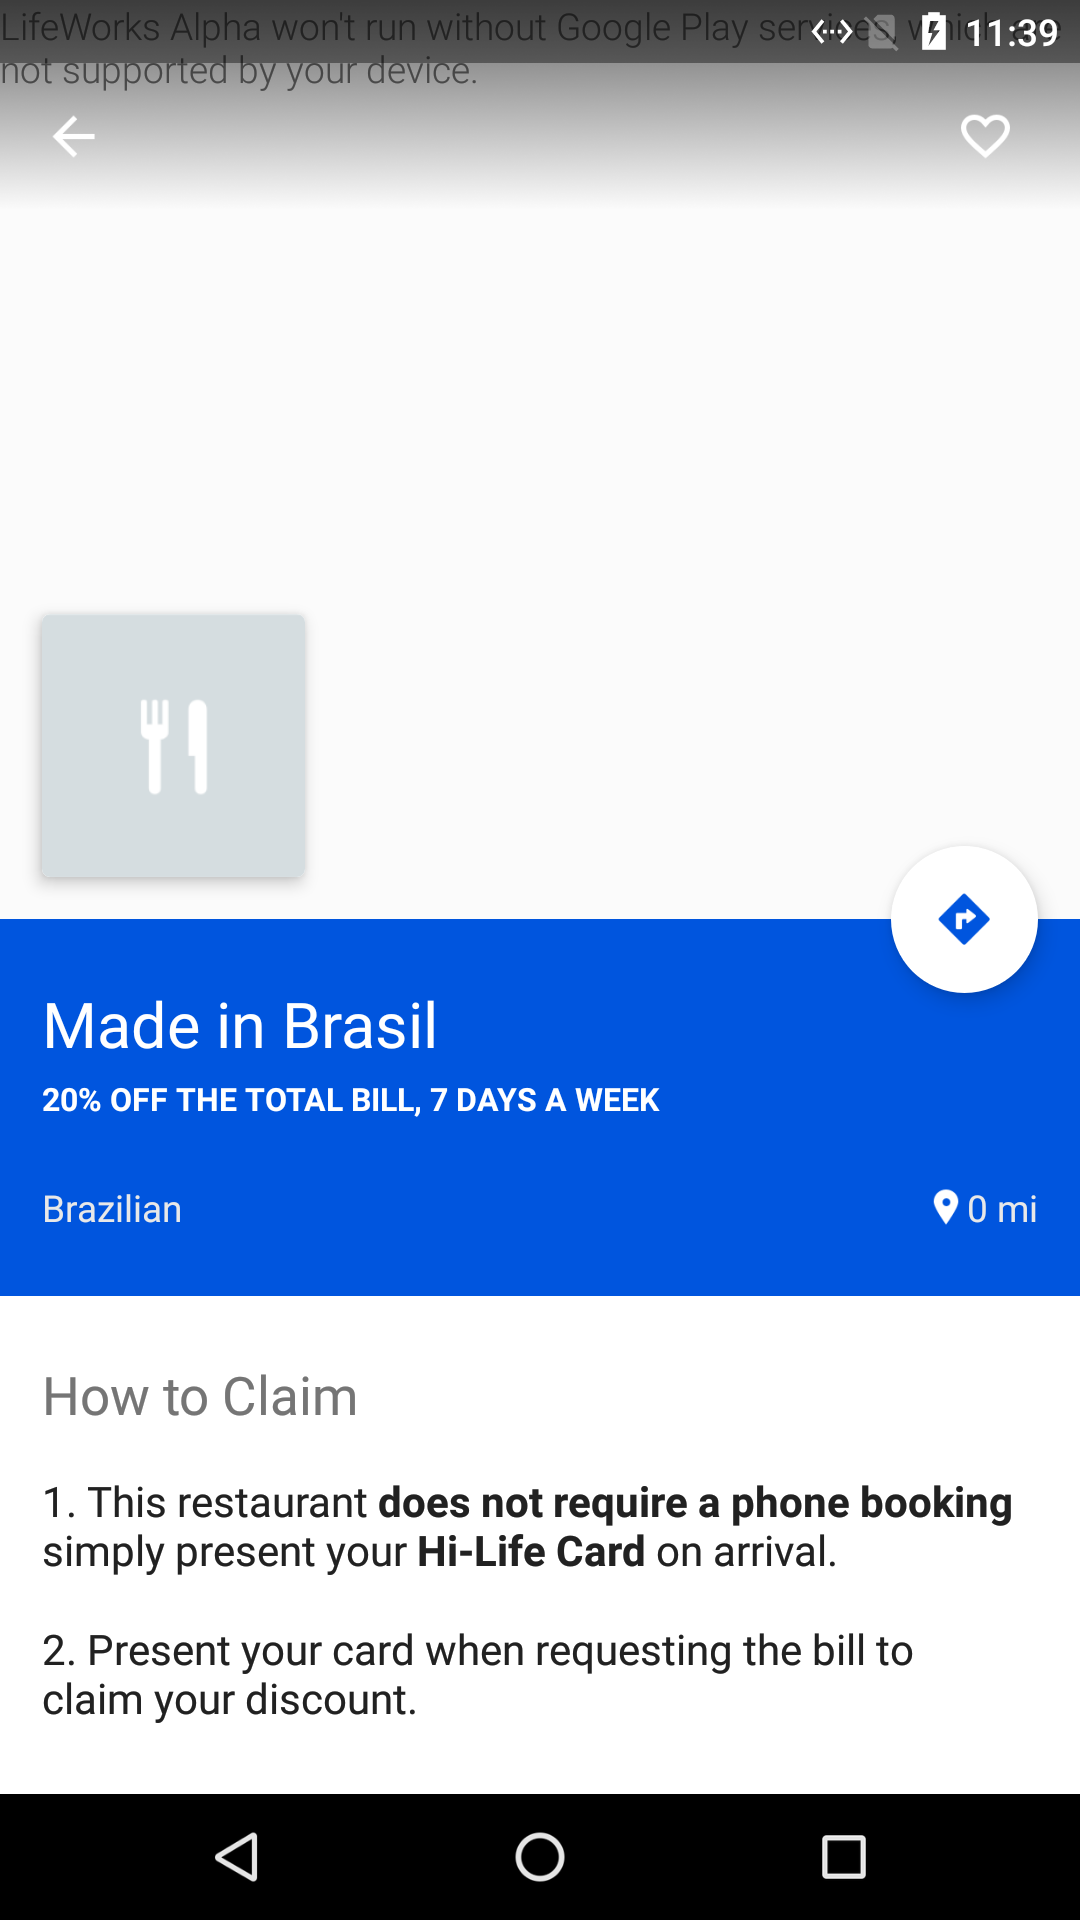 LifeWorks Alpha won't run without Google Play services, which are
not supported by your device.
11:39
Made in Brasil
20% OFF THE TOTAL BILL, 7 DAYS A WEEK
Brazilian
0 mi
How to Claim
1. This restaurant does not require a phone booking
simply present your Hi-Life Card on arrival.
2. Present your card when requesting the bill to
claim your discount.